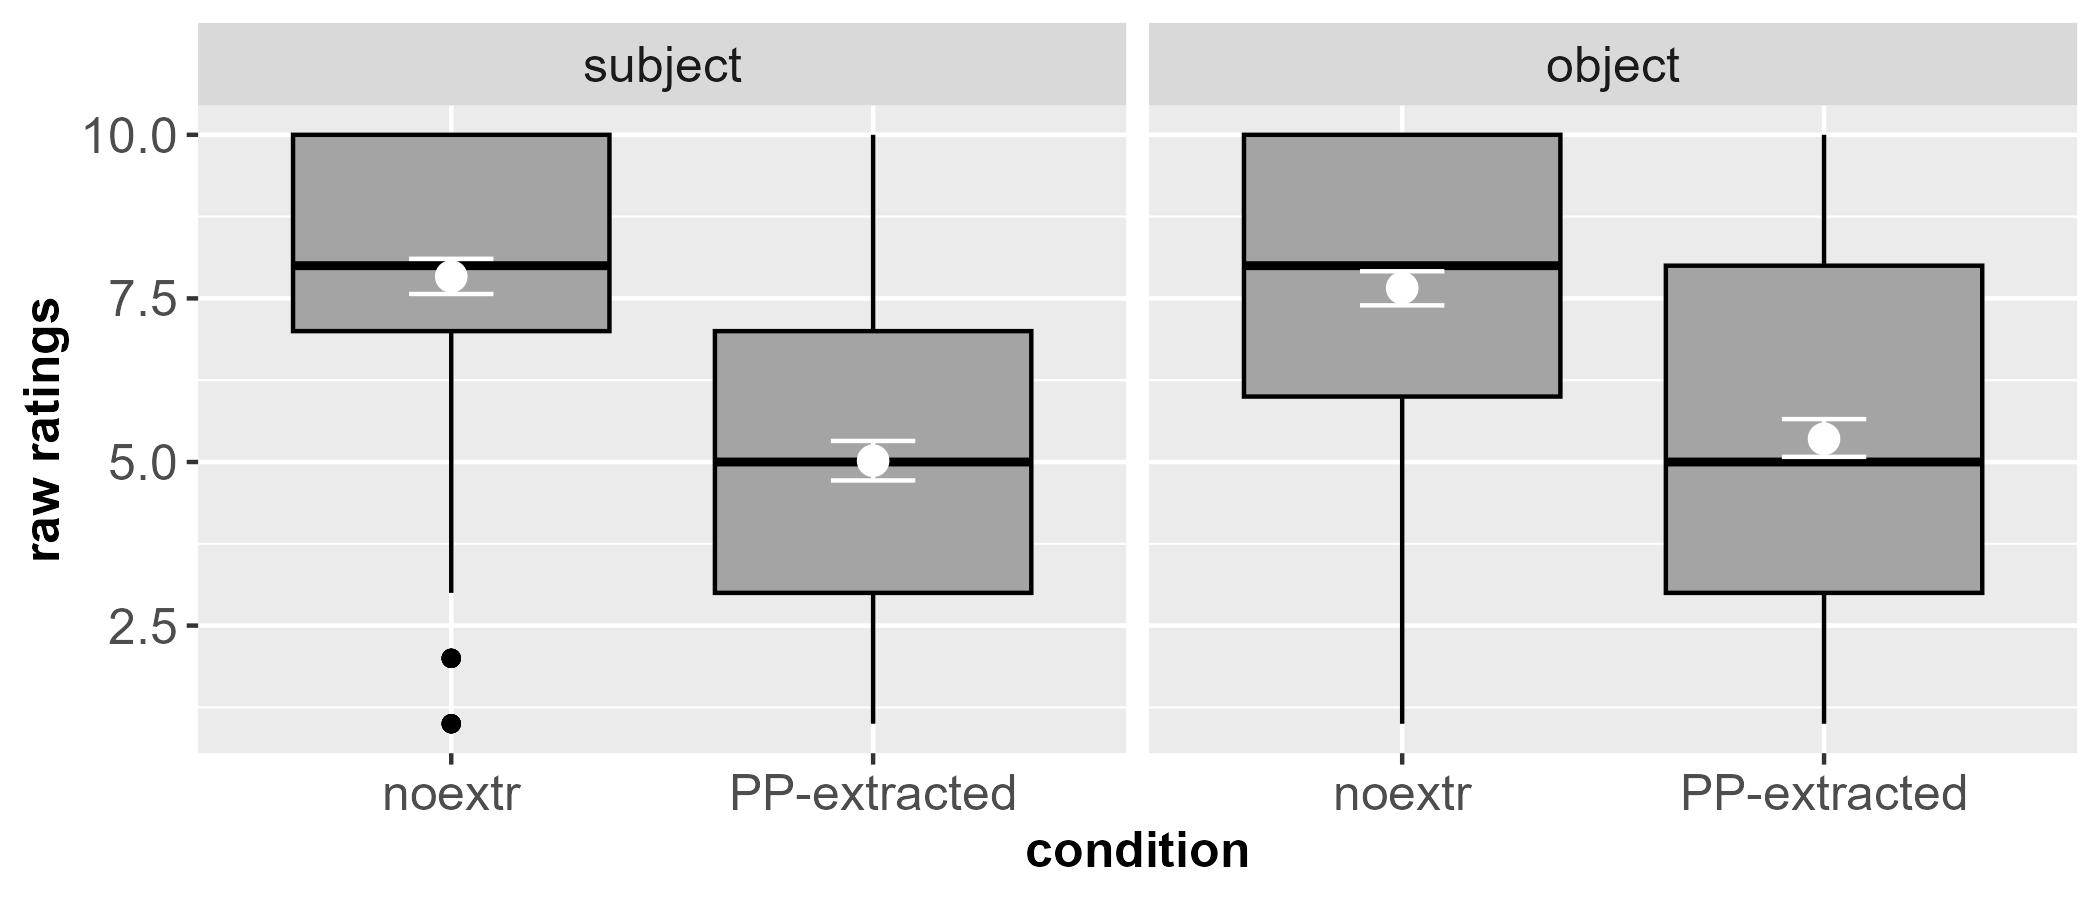 subject
object
10.0
7.5
5.0
2.5
raw ratings
noextr
PP-extracted
noextr
PP-extracted
condition